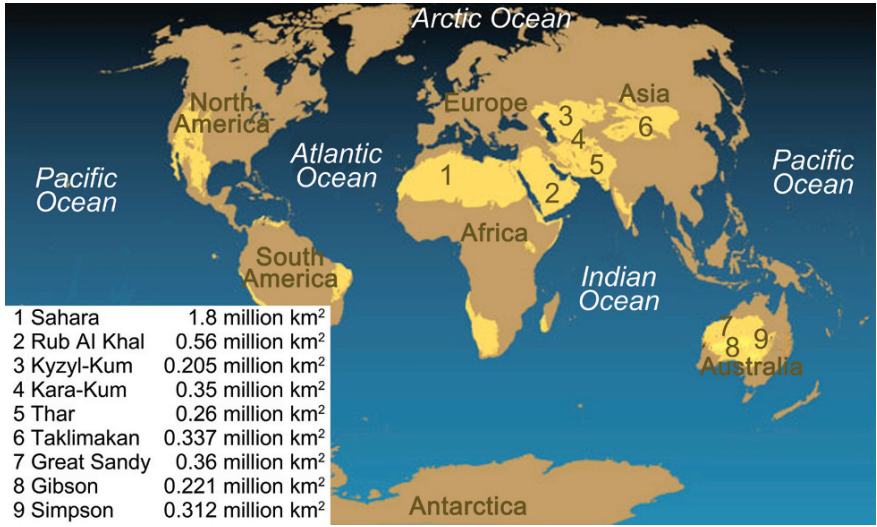 Arctic Ocean
North
America
Europe
Asia
3
6
4
5
Atlantic
Ocean
Pacific
Ocean
Pacific
Ocean
1
2
Africa
South
America
Indian
Ocean
7
9
8
Australia
1 Sahara 1.8 million km²
2 Rub Al Khal 0.56 million km²
3 Kyzyl-Kum 0.205 million km²
4 Kara-Kum 0.35 million km²
5 Thar 0.26 million km²
6 Taklimakan 0.337 million km²
7 Great Sandy 0.36 million km²
8 Gibson 0.221 million km²
9 Simpson 0.312 million km²
Antarctica